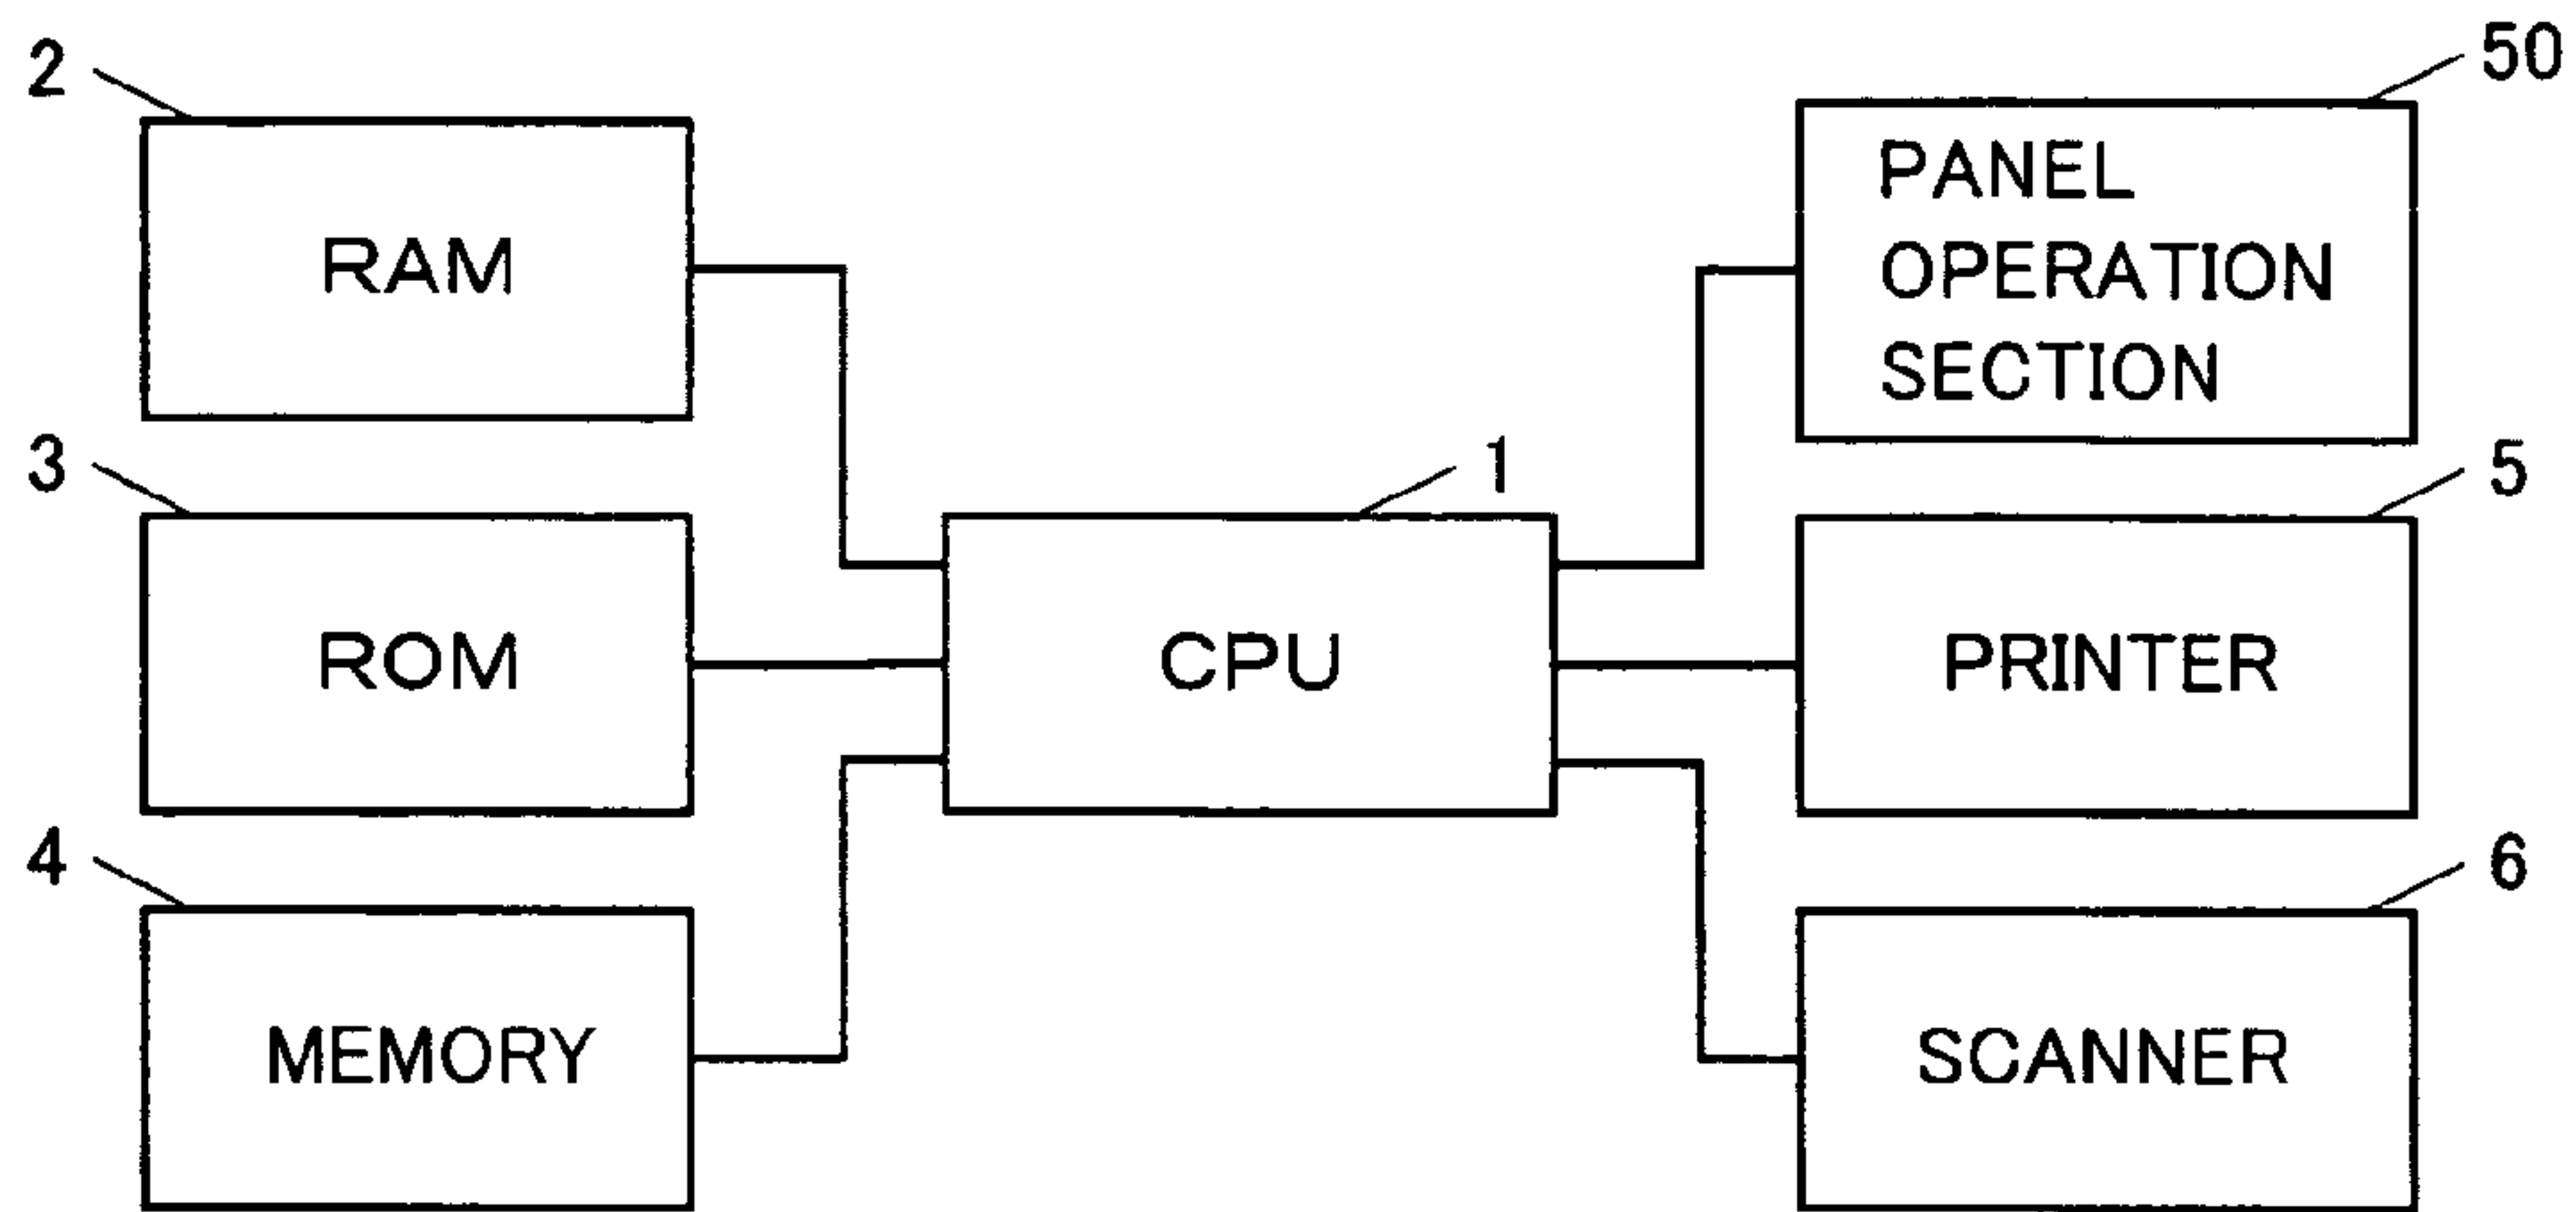 2
RAM
3
ROM
4
MEMORY
1
CPU
50
PANEL
OPERATION
SECTION
5
PRINTER
6
SCANNER